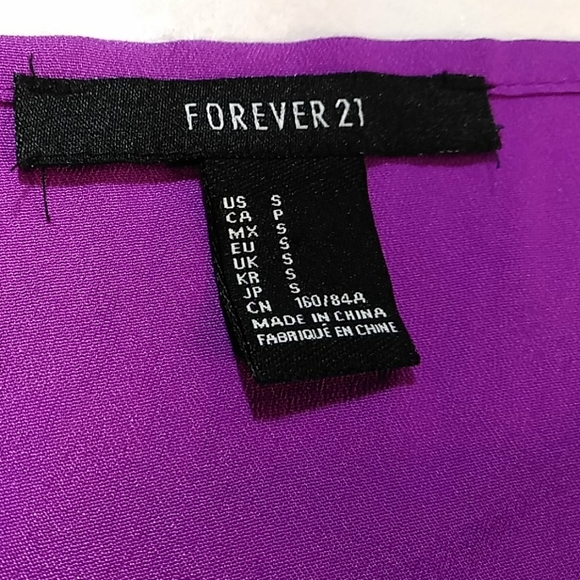 FOREVER 21
US S
CA P
MX S
EU S
UK S
KR S
JP S
CN 160/84A
MADE IN CHINA
FABRIQUÉ EN CHINE